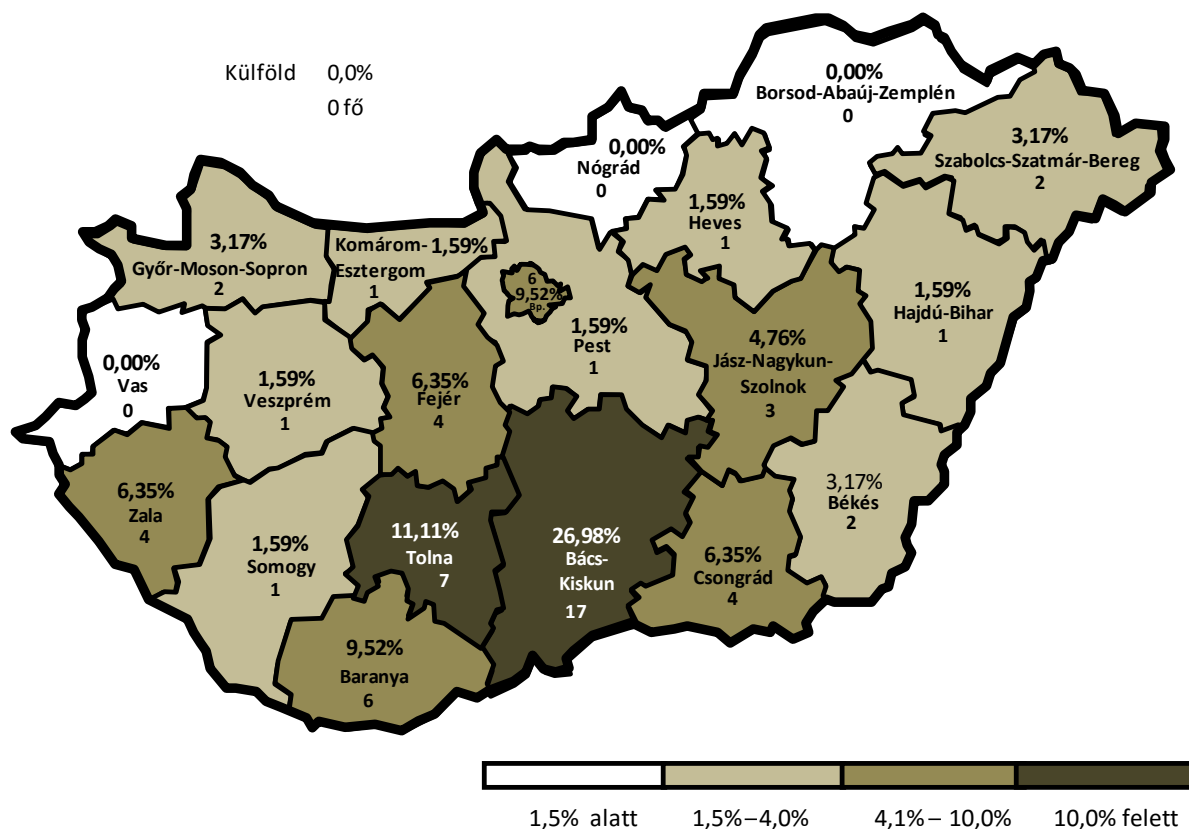 Külföld 0,0%
0 fő
0,00%
Borsod-Abaúj-Zemplén
0
3,17%
Szabolcs-Szatmár-Bereg
2
0,00%
Nógrád
0
1,59%
Heves
1
3,17%
Győr-Moson-Sopron
2
Komárom- 1,59%
Esztergom
1
6
9,52%
Bp.
1,59%
Pest
1
4,76%
Jász-Nagykun-
Szolnok
3
1,59%
Hajdú-Bihar
1
0,00%
Vas
0
1,59%
Veszprém
1
6,35%
Fejér
4
6,35%
Zala
4
1,59%
Somogy
1
11,11%
Tolna
7
26,98%
Bács-
Kiskun
17
6,35%
Csongrád
4
3,17%
Békés
2
9,52%
Baranya
6
1,5% alatt 1,5%–4,0% 4,1%– 10,0% 10,0% felett